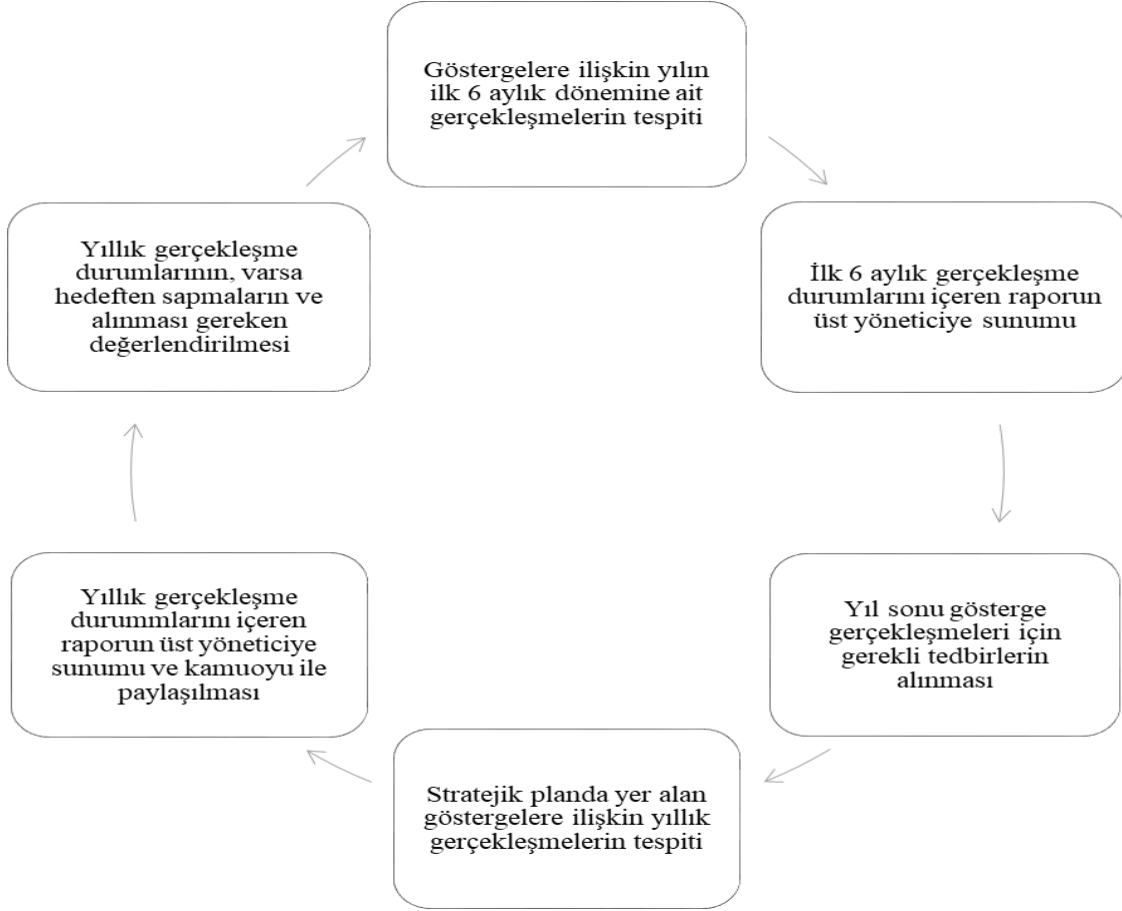 Göstergelere ilişkin yılın
ilk 6 aylık dönemine ait
gerçekleşmelerin tespiti
İlk 6 aylık gerçekleşme
durumlarını içeren raporun
üst yöneticiye sunumu
Yıl sonu gösterge
gerçekleşmeleri için
gerekli tedbirlerin
alınması
Stratejik planda yer alan
göstergelere ilişkin yıllık
gerçekleşmelerin tespiti
Yıllık gerçekleşme
durummlarını içeren
raporun üst yöneticiye
sunumu ve kamuoyu ile
paylaşılması
Yıllık gerçekleşme
durumlarının, varsa
hedeften sapmaların ve
alınması gereken
değerlendirilmesi